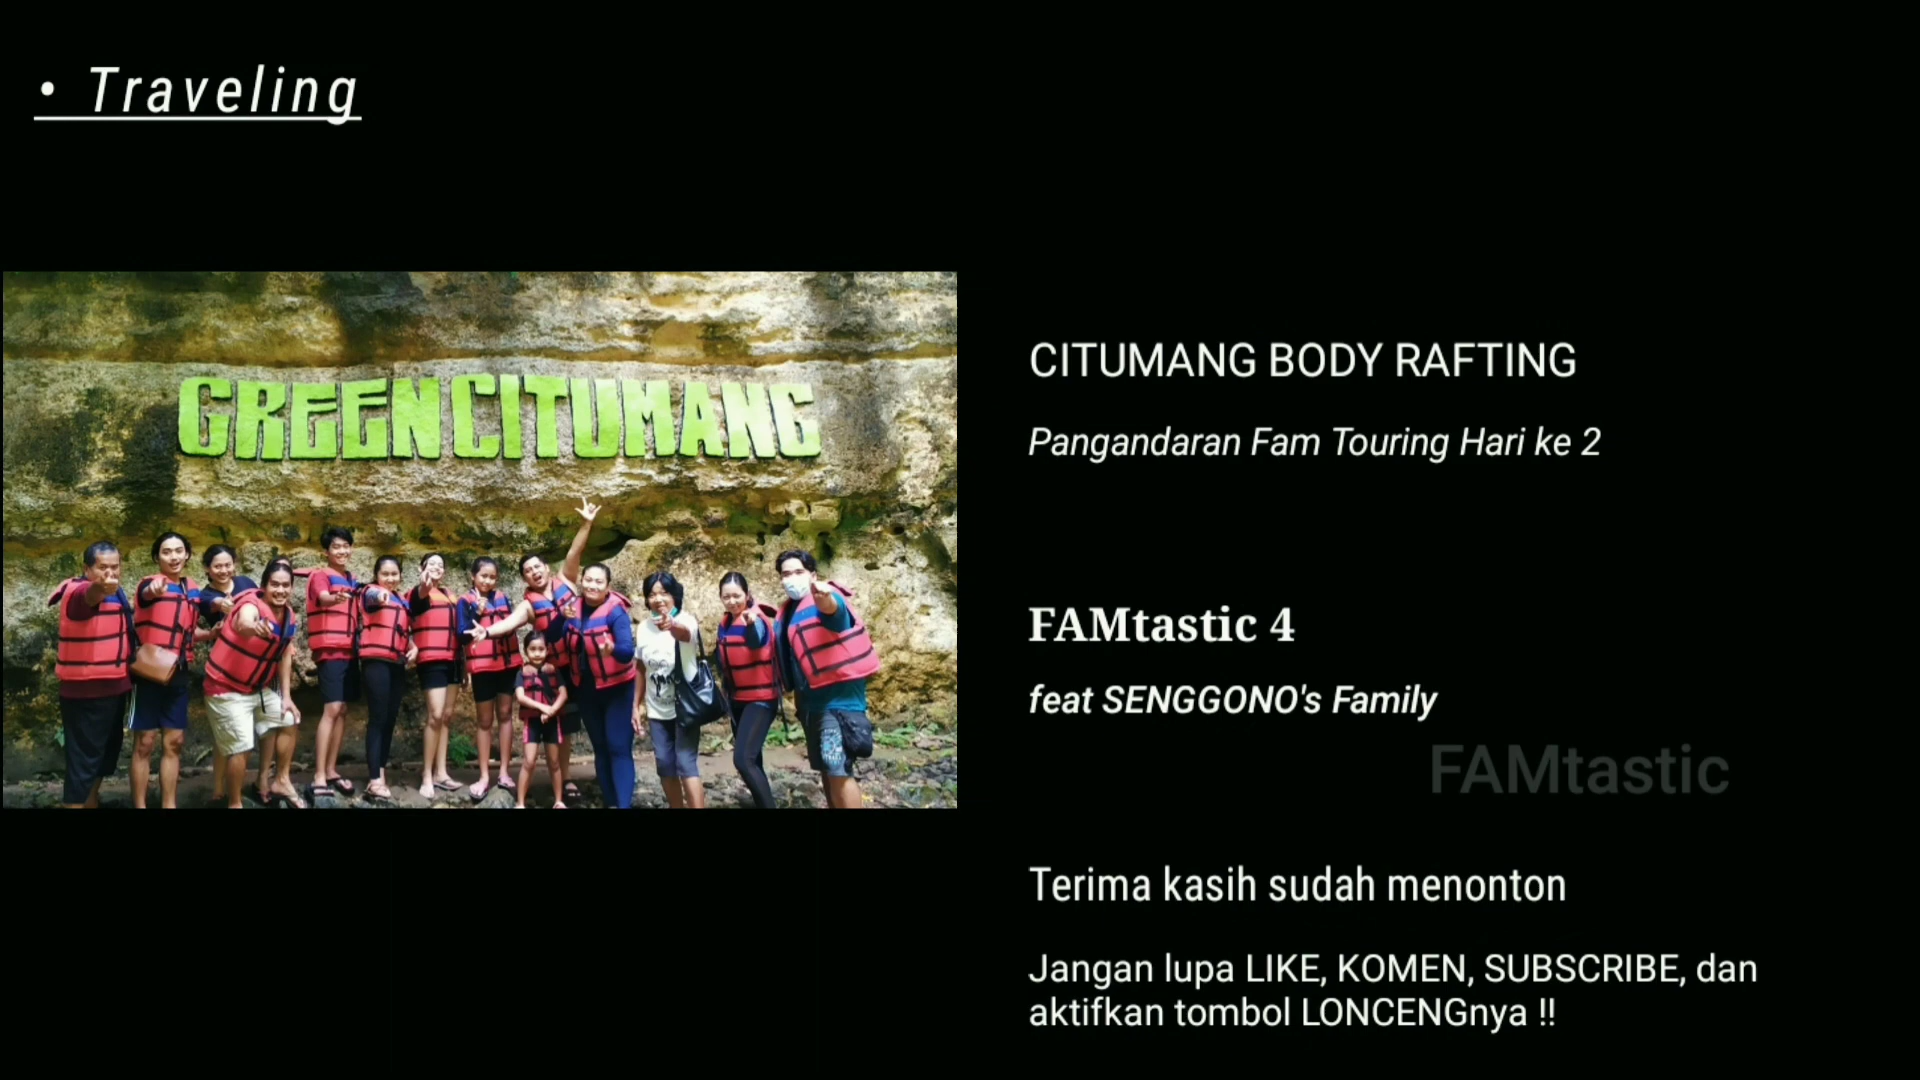 • Traveling
GREEN CITUMANG
CITUMANG BODY RAFTING
Pangandaran Fam Touring Hari ke 2
FAMtastic 4
feat SENGGONO's Family
FAMtastic
Terima kasih sudah menonton
Jangan lupa LIKE, KOMEN, SUBSCRIBE, dan
aktifkan tombol LONCENGnya !!